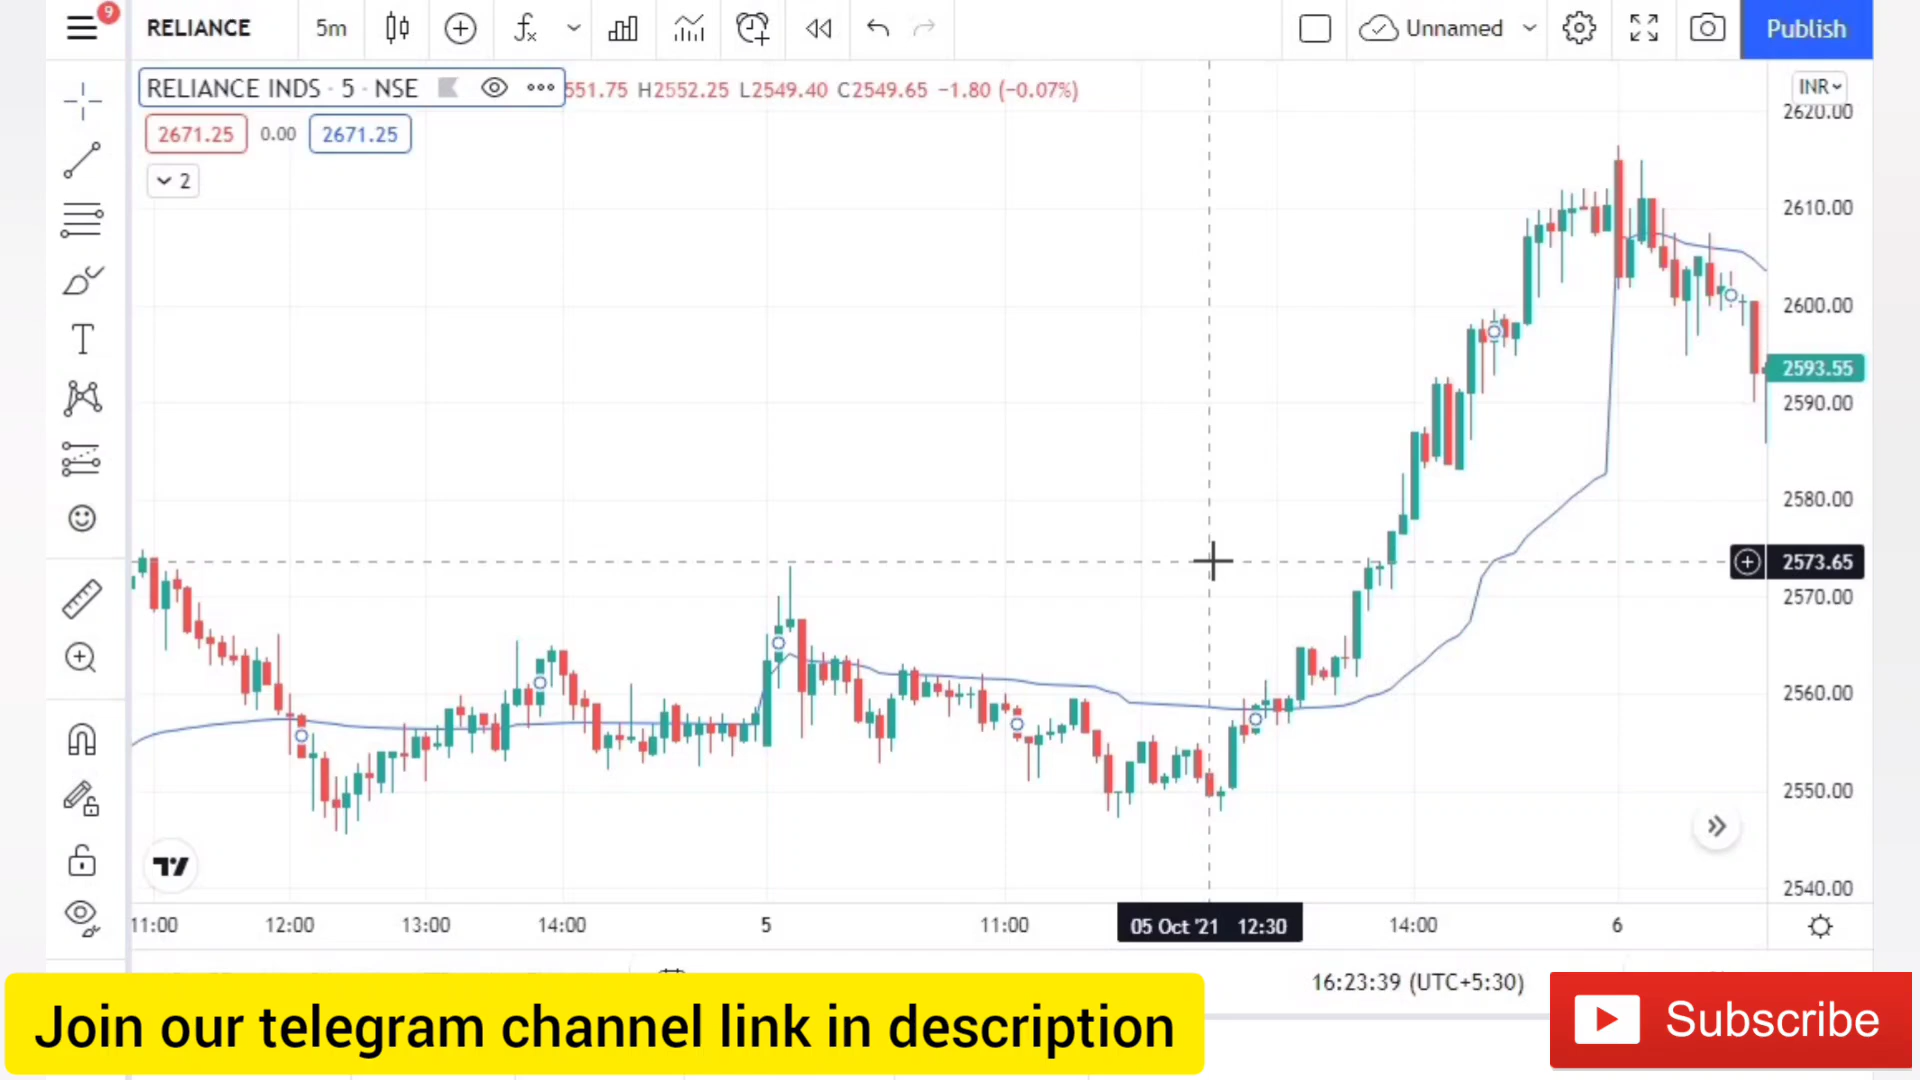 9
RELIANCE 5m Unnamed Publish
RELIANCE INDS · 5 · NSE 551.75 H2552.25 L2549.40 C2549.65 −1.80 (−0.07%)
INR
2671.25 0.00 2671.25
2
2620.00
2610.00
2600.00
2593.55
2590.00
2580.00
2573.65
2570.00
2560.00
2550.00
2540.00
11:00 12:00 13:00 14:00 5 11:00 05 Oct '21 12:30 14:00 6
16:23:39 (UTC+5:30)
Join our telegram channel link in description
Subscribe